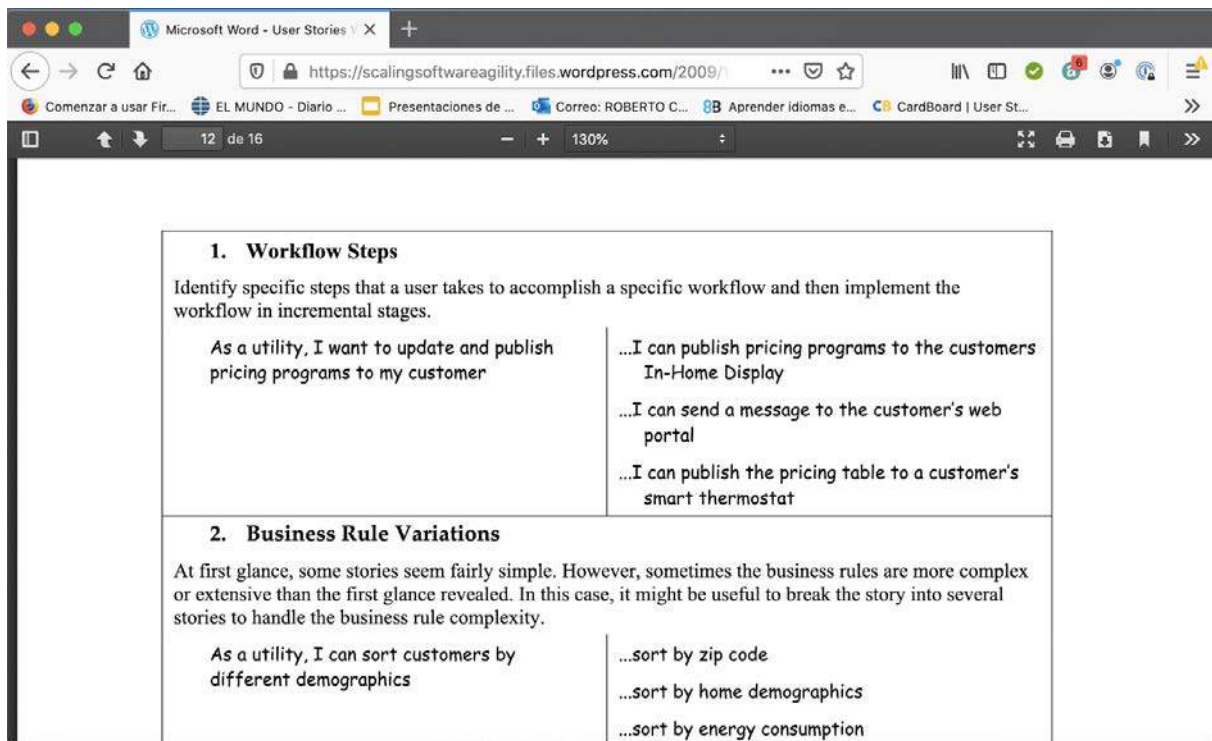 Microsoft Word - User Stories
https://scalingsoftwareagility.files.wordpress.com/2009/
6
Comenzar a usar Fir... EL MUNDO - Diario ... Presentaciones de ... Correo: ROBERTO C... Aprender idiomas e... CardBoard | User St...
12 de 16 130%
1. Workflow Steps
Identify specific steps that a user takes to accomplish a specific workflow and then implement the
workflow in incremental stages.
As a utility, I want to update and publish
pricing programs to my customer
...I can publish pricing programs to the customers
In-Home Display
...I can send a message to the customer's web
portal
...I can publish the pricing table to a customer's
smart thermostat
2. Business Rule Variations
At first glance, some stories seem fairly simple. However, sometimes the business rules are more complex
or extensive than the first glance revealed. In this case, it might be useful to break the story into several
stories to handle the business rule complexity.
As a utility, I can sort customers by
different demographics
...sort by zip code
...sort by home demographics
...sort by energy consumption